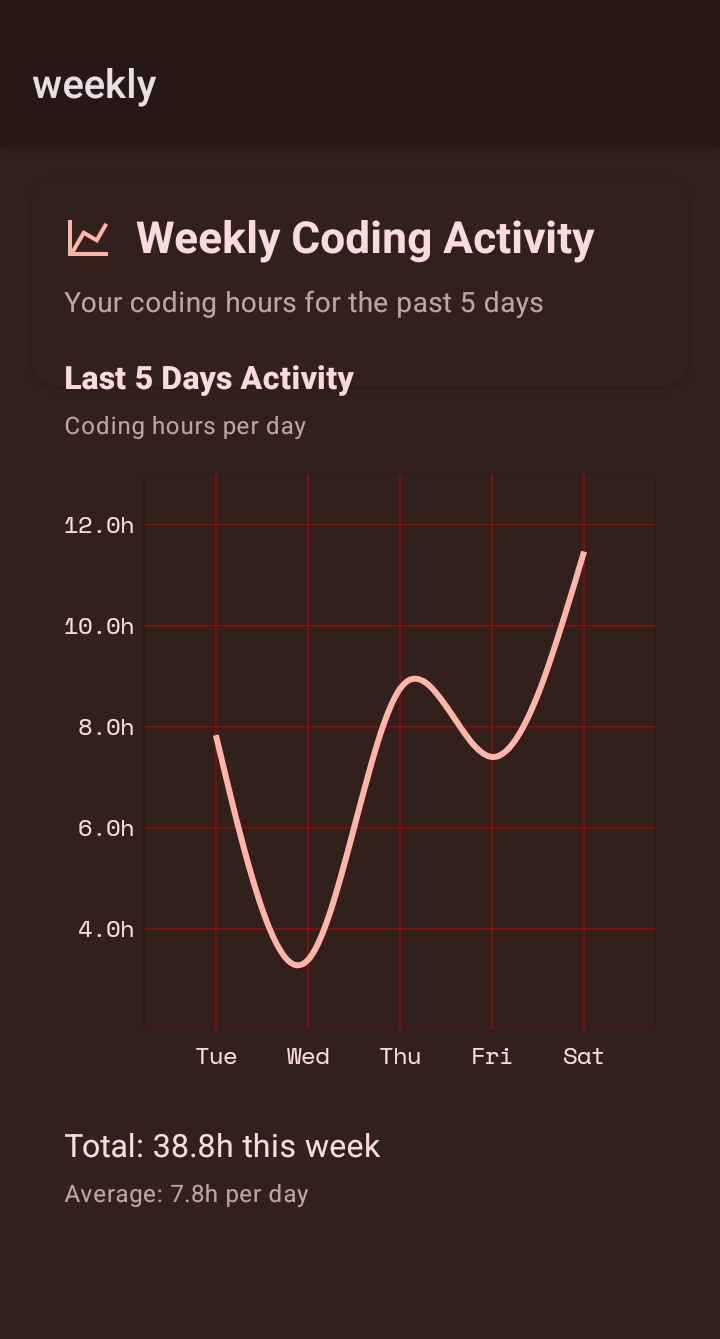 weekly
Weekly Coding Activity
Your coding hours for the past 5 days
Last 5 Days Activity
Coding hours per day
12.0h
10.0h
8.0h
6.0h
4.0h
Tue Wed Thu Fri Sat
Total: 38.8h this week
Average: 7.8h per day